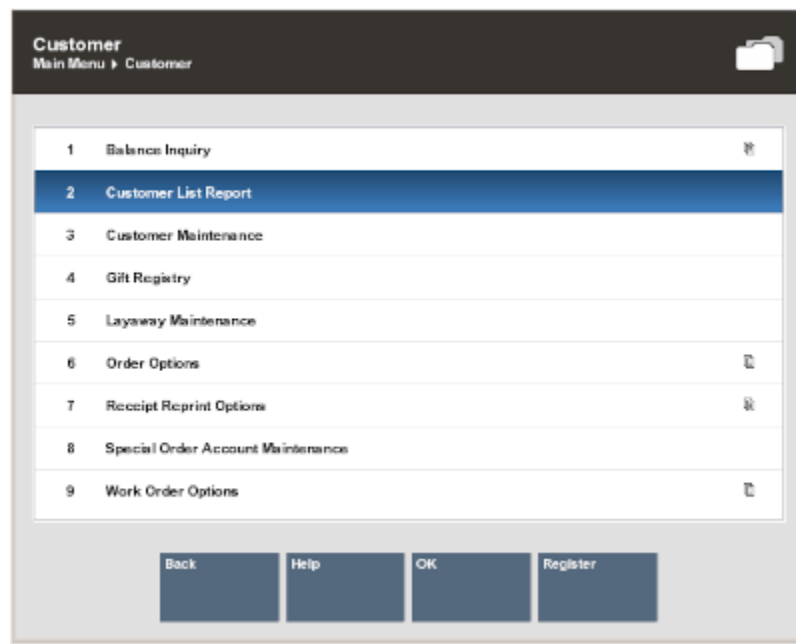 Customer
Main Menu ▸ Customer
1 Balance Inquiry
2 Customer List Report
3 Customer Maintenance
4 Gift Registry
5 Layaway Maintenance
6 Order Options
7 Receipt Reprint Options
8 Special Order Account Maintenance
9 Work Order Options
Back Help OK Register